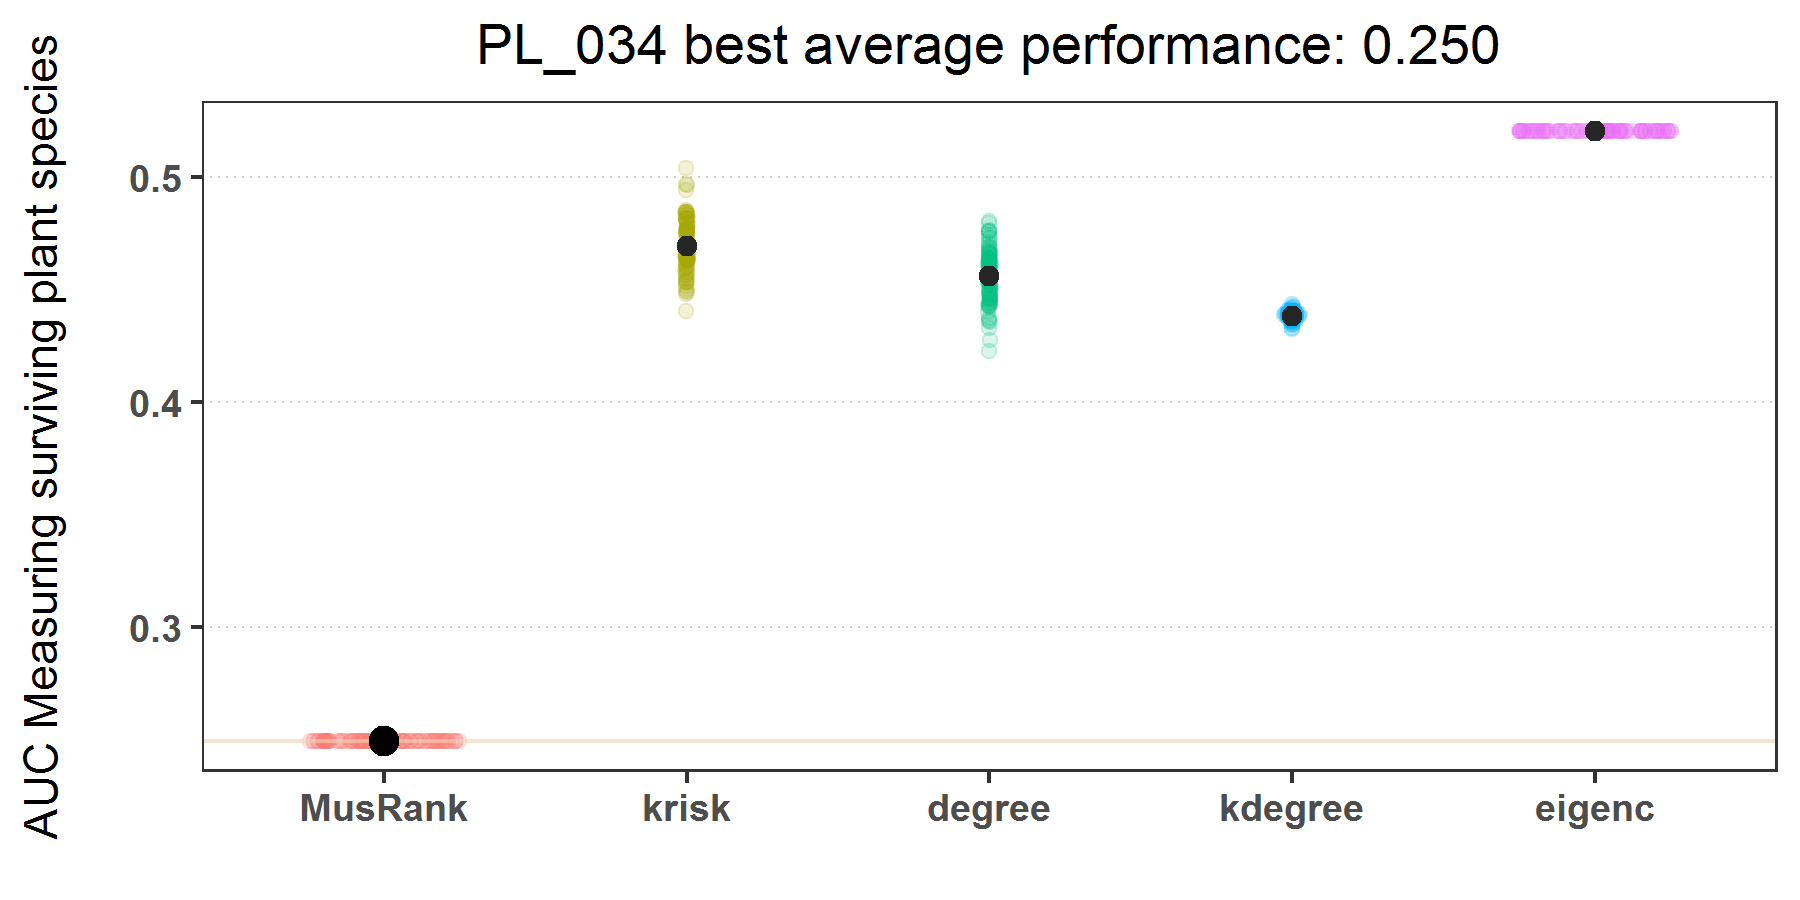 PL_034 best average performance: 0.250
AUC Measuring surviving plant species
0.5
0.4
0.3
MusRank krisk degree kdegree eigenc